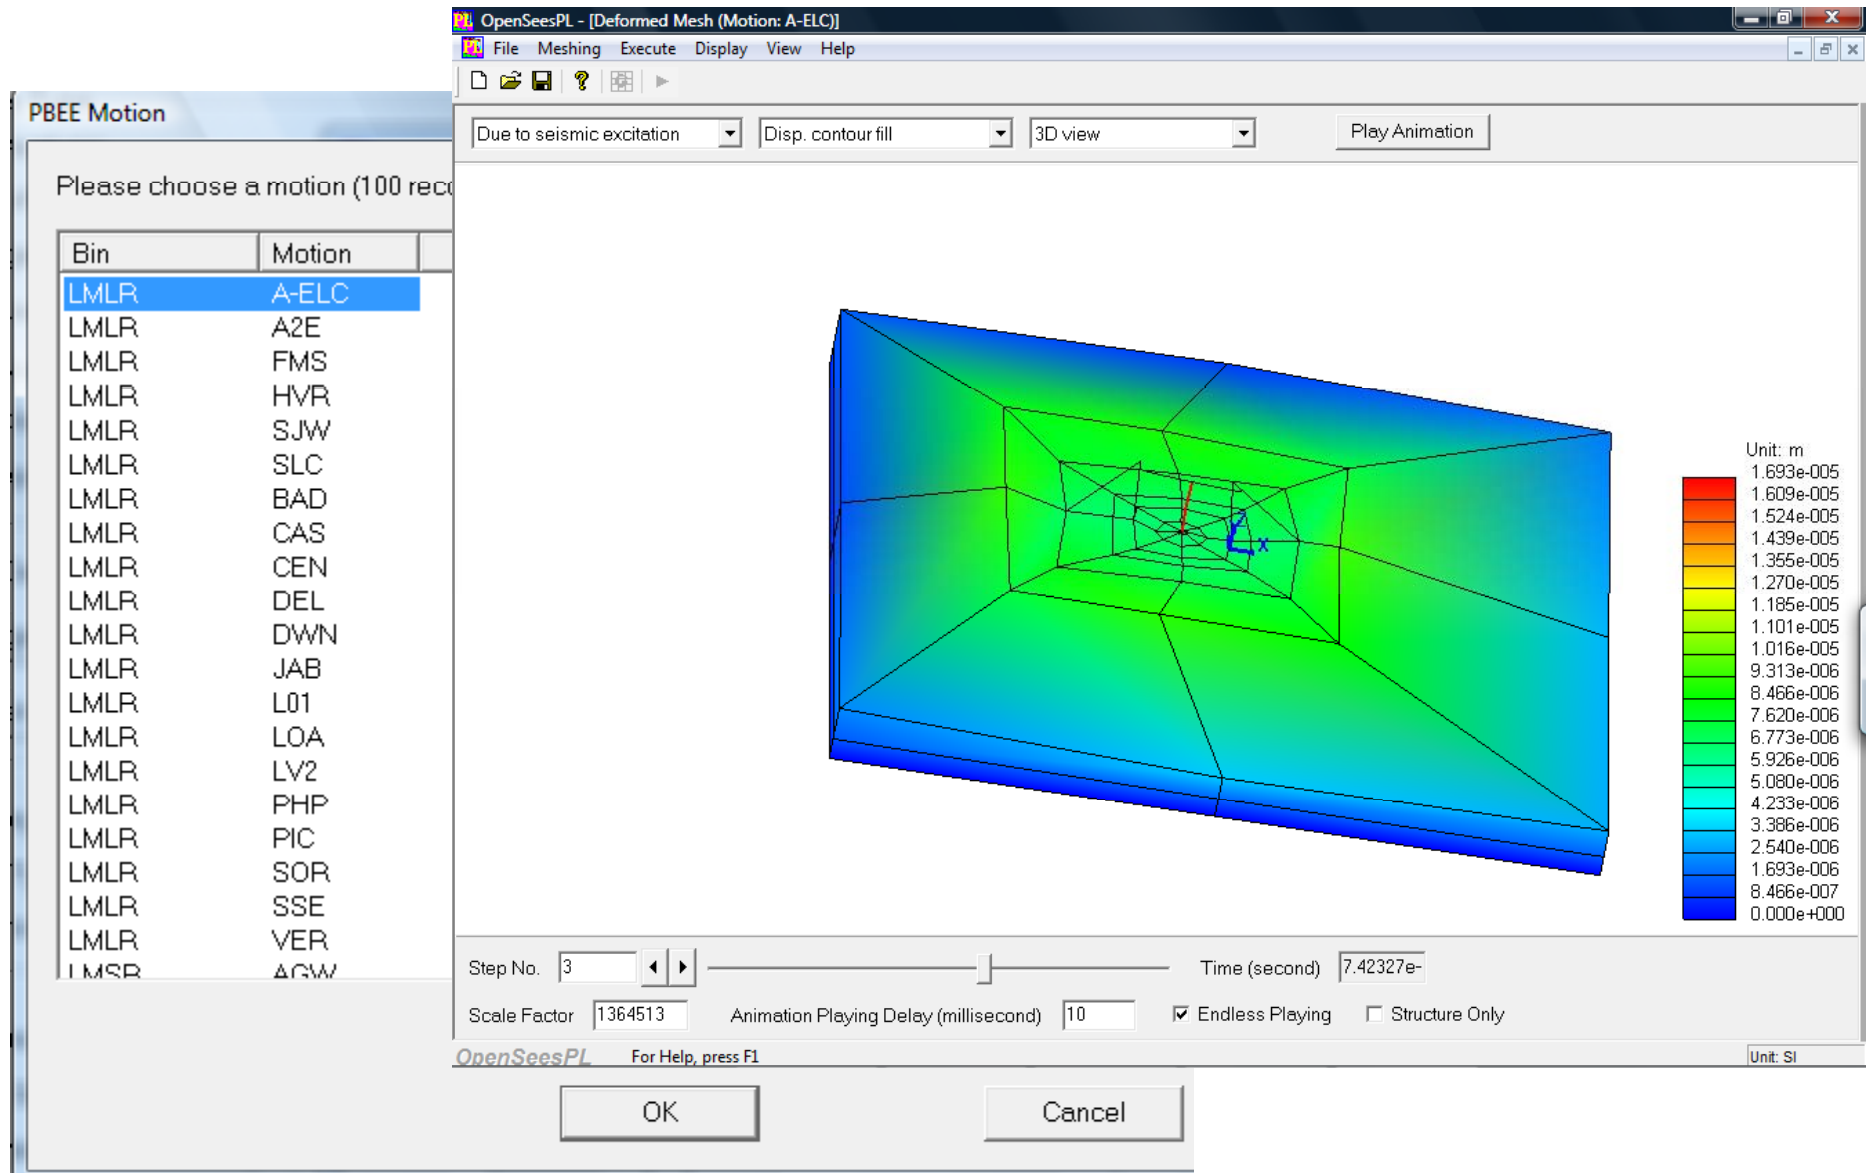 OpenSeesPL - [Deformed Mesh (Motion: A-ELC)]
File Meshing Execute Display View Help
Due to seismic excitation Disp. contour fill 3D view Play Animation
PBEE Motion
Please choose a motion (100
Bin Motion
LMLR A-ELC
LMLR A2E
LMLR FMS
LMLR HVR
LMLR SJW
LMLR SLC
LMLR BAD
LMLR CAS
LMLR CEN
LMLR DEL
LMLR DWN
LMLR JAB
LMLR L01
LMLR LOA
LMLR LV2
LMLR PHP
LMLR PIC
LMLR SOR
LMLR SSE
LMLR VER
LMSR AGW
Y
X
Unit: m
1.693e-005
1.609e-005
1.524e-005
1.439e-005
1.355e-005
1.270e-005
1.185e-005
1.101e-005
1.016e-005
9.313e-006
8.466e-006
7.620e-006
6.773e-006
5.926e-006
5.080e-006
4.233e-006
3.386e-006
2.540e-006
1.693e-006
8.466e-007
0.000e+000
Step No. 3 Time (second) 7.42327e-
Scale Factor 1364513 Animation Playing Delay (millisecond) 10 Endless Playing Structure Only
OpenSeesPL For Help, press F1 Unit: SI
OK Cancel